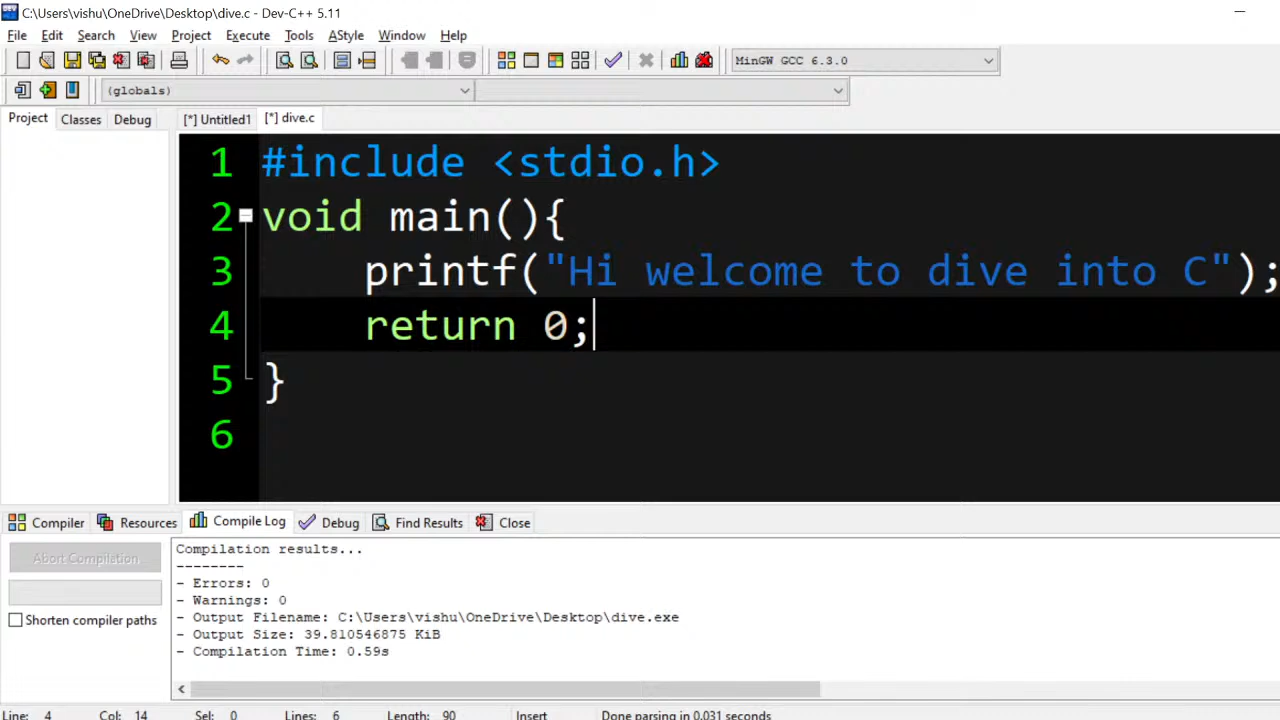 C:\Users\vishu\OneDrive\Desktop\dive.c - Dev-C++ 5.11
File Edit Search View Project Execute Tools AStyle Window Help
MinGW GCC 6.3.0
(globals)
Project Classes Debug [*] Untitled1 [*] dive.c
1 #include <stdio.h>
2 void main(){
3 printf("Hi welcome to dive into C");
4 return 0;
5 }
6
Compiler Resources Compile Log Debug Find Results Close
Abort Compilation
Shorten compiler paths
Compilation results...
--------
- Errors: 0
- Warnings: 0
- Output Filename: C:\Users\vishu\OneDrive\Desktop\dive.exe
- Output Size: 39.810546875 KiB
- Compilation Time: 0.59s
Line: 4 Col: 14 Sel: 0 Lines: 6 Length: 90 Insert Done parsing in 0.031 seconds